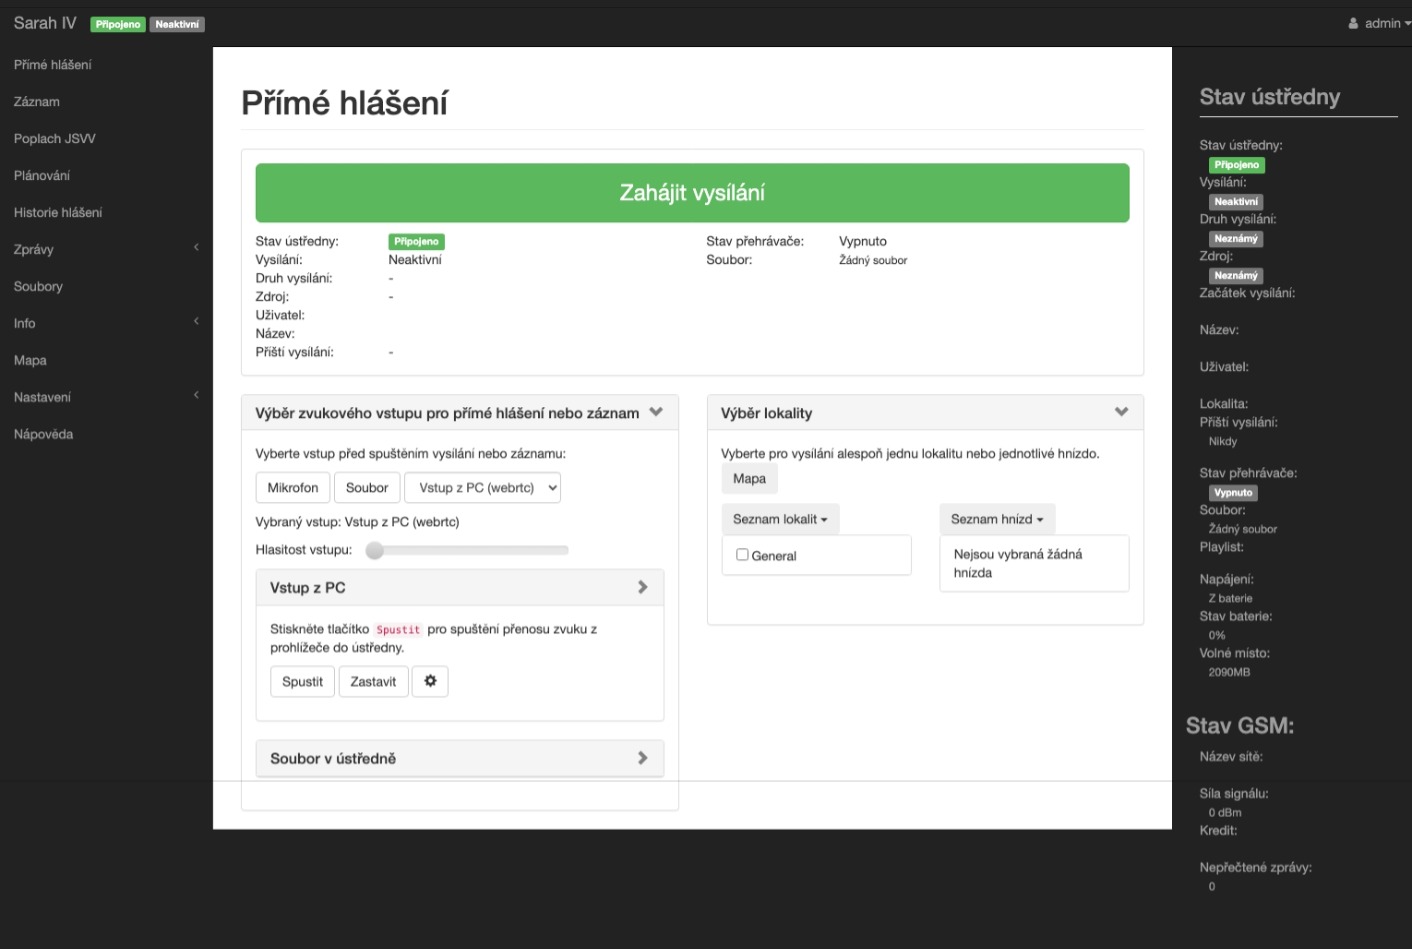 Sarah IV Připojeno Neaktivní
admin
Přímé hlášení
Záznam
Poplach JSVV
Plánování
Historie hlášení
Zprávy
Soubory
Info
Mapa
Nastavení
Nápověda
Přímé hlášení
Zahájit vysílání
Stav ústředny: Připojeno
Vysílání: Neaktivní
Druh vysílání: -
Zdroj: -
Uživatel:
Název:
Příští vysílání: -
Stav přehrávače: Vypnuto
Soubor: Žádný soubor
Výběr zvukového vstupu pro přímé hlášení nebo záznam
Vyberte vstup před spuštěním vysílání nebo záznamu:
Mikrofon Soubor Vstup z PC (webrtc)
Vybraný vstup: Vstup z PC (webrtc)
Hlasitost vstupu:
Vstup z PC
Stiskněte tlačítko Spustit pro spuštění přenosu zvuku z
prohlížeče do ústředny.
Spustit Zastavit
Soubor v ústředně
Výběr lokality
Vyberte pro vysílání alespoň jednu lokalitu nebo jednotlivé hnízdo.
Mapa
Seznam lokalit
General
Seznam hnízd
Nejsou vybraná žádná
hnízda
Stav ústředny
Stav ústředny:
Připojeno
Vysílání:
Neaktivní
Druh vysílání:
Neznámý
Zdroj:
Neznámý
Začátek vysílání:
Název:
Uživatel:
Lokalita:
Příští vysílání:
Nikdy
Stav přehrávače:
Vypnuto
Soubor:
Žádný soubor
Playlist:
Napájení:
Z baterie
Stav baterie:
0%
Volné místo:
2090MB
Stav GSM:
Název sítě:
Síla signálu:
0 dBm
Kredit:
Nepřečtené zprávy:
0